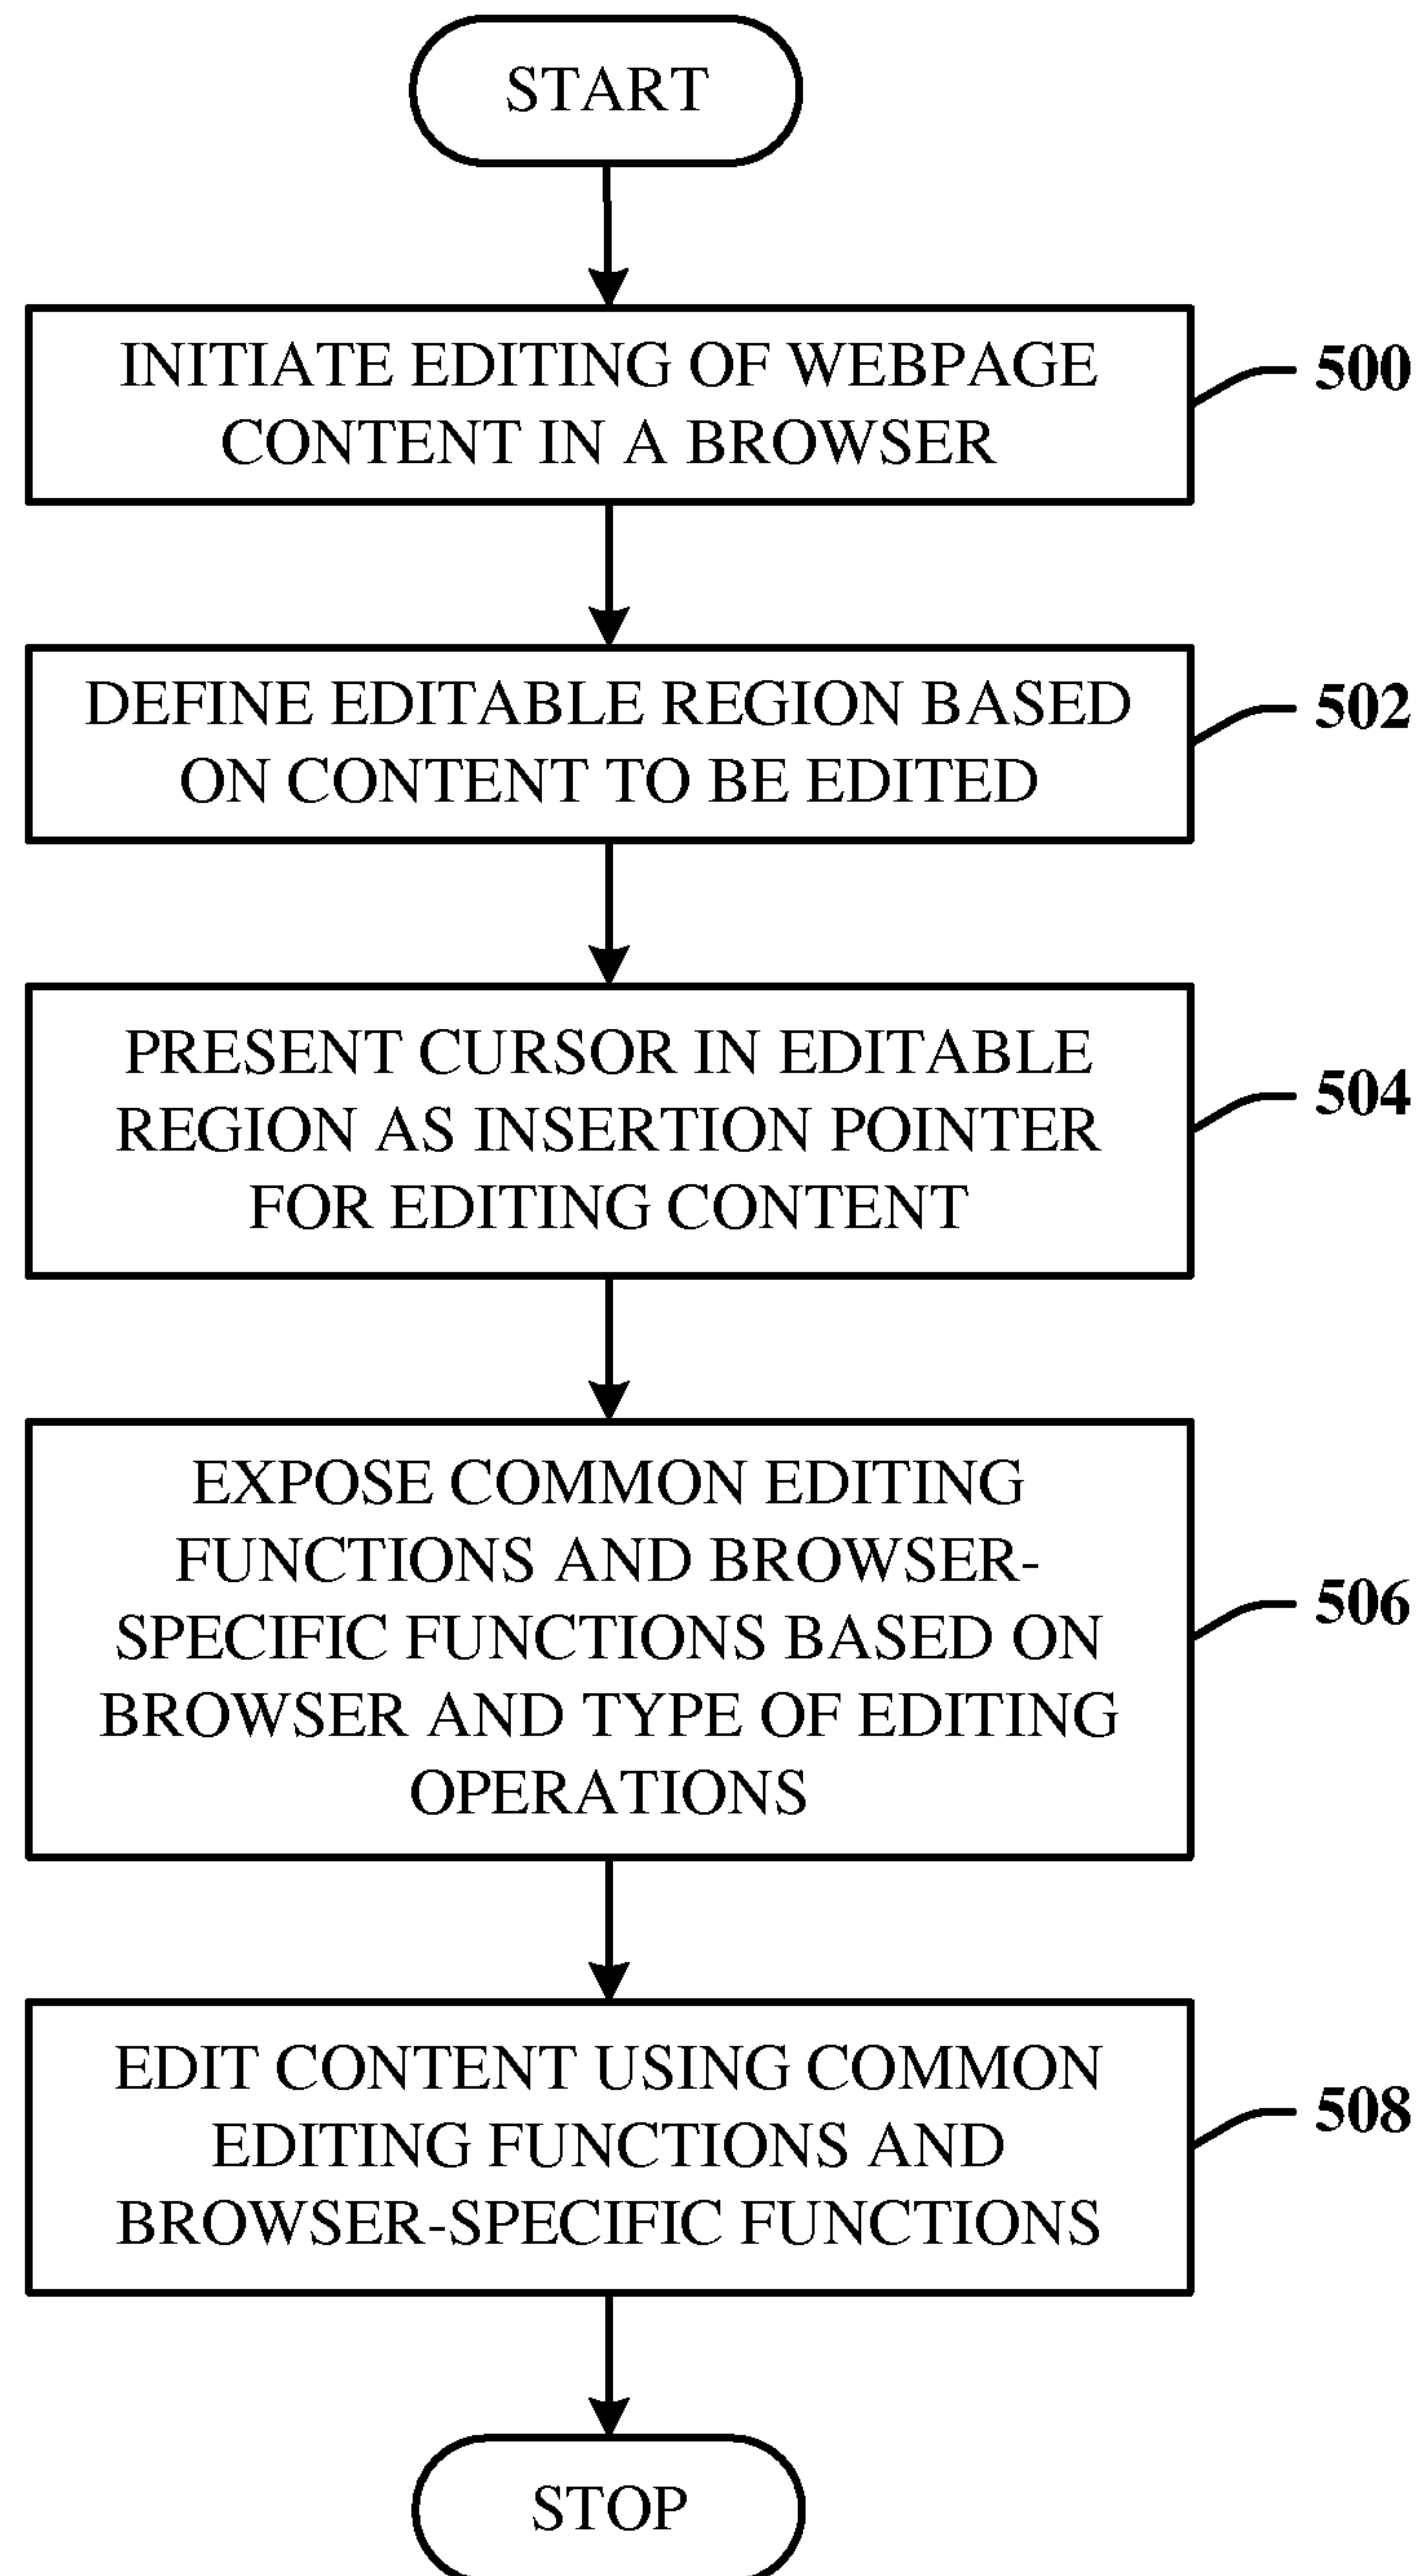 START
INITIATE EDITING OF WEBPAGE
CONTENT IN A BROWSER
500
DEFINE EDITABLE REGION BASED
ON CONTENT TO BE EDITED
502
PRESENT CURSOR IN EDITABLE
REGION AS INSERTION POINTER
FOR EDITING CONTENT
504
EXPOSE COMMON EDITING
FUNCTIONS AND BROWSER-
SPECIFIC FUNCTIONS BASED ON
BROWSER AND TYPE OF EDITING
OPERATIONS
506
EDIT CONTENT USING COMMON
EDITING FUNCTIONS AND
BROWSER-SPECIFIC FUNCTIONS
508
STOP